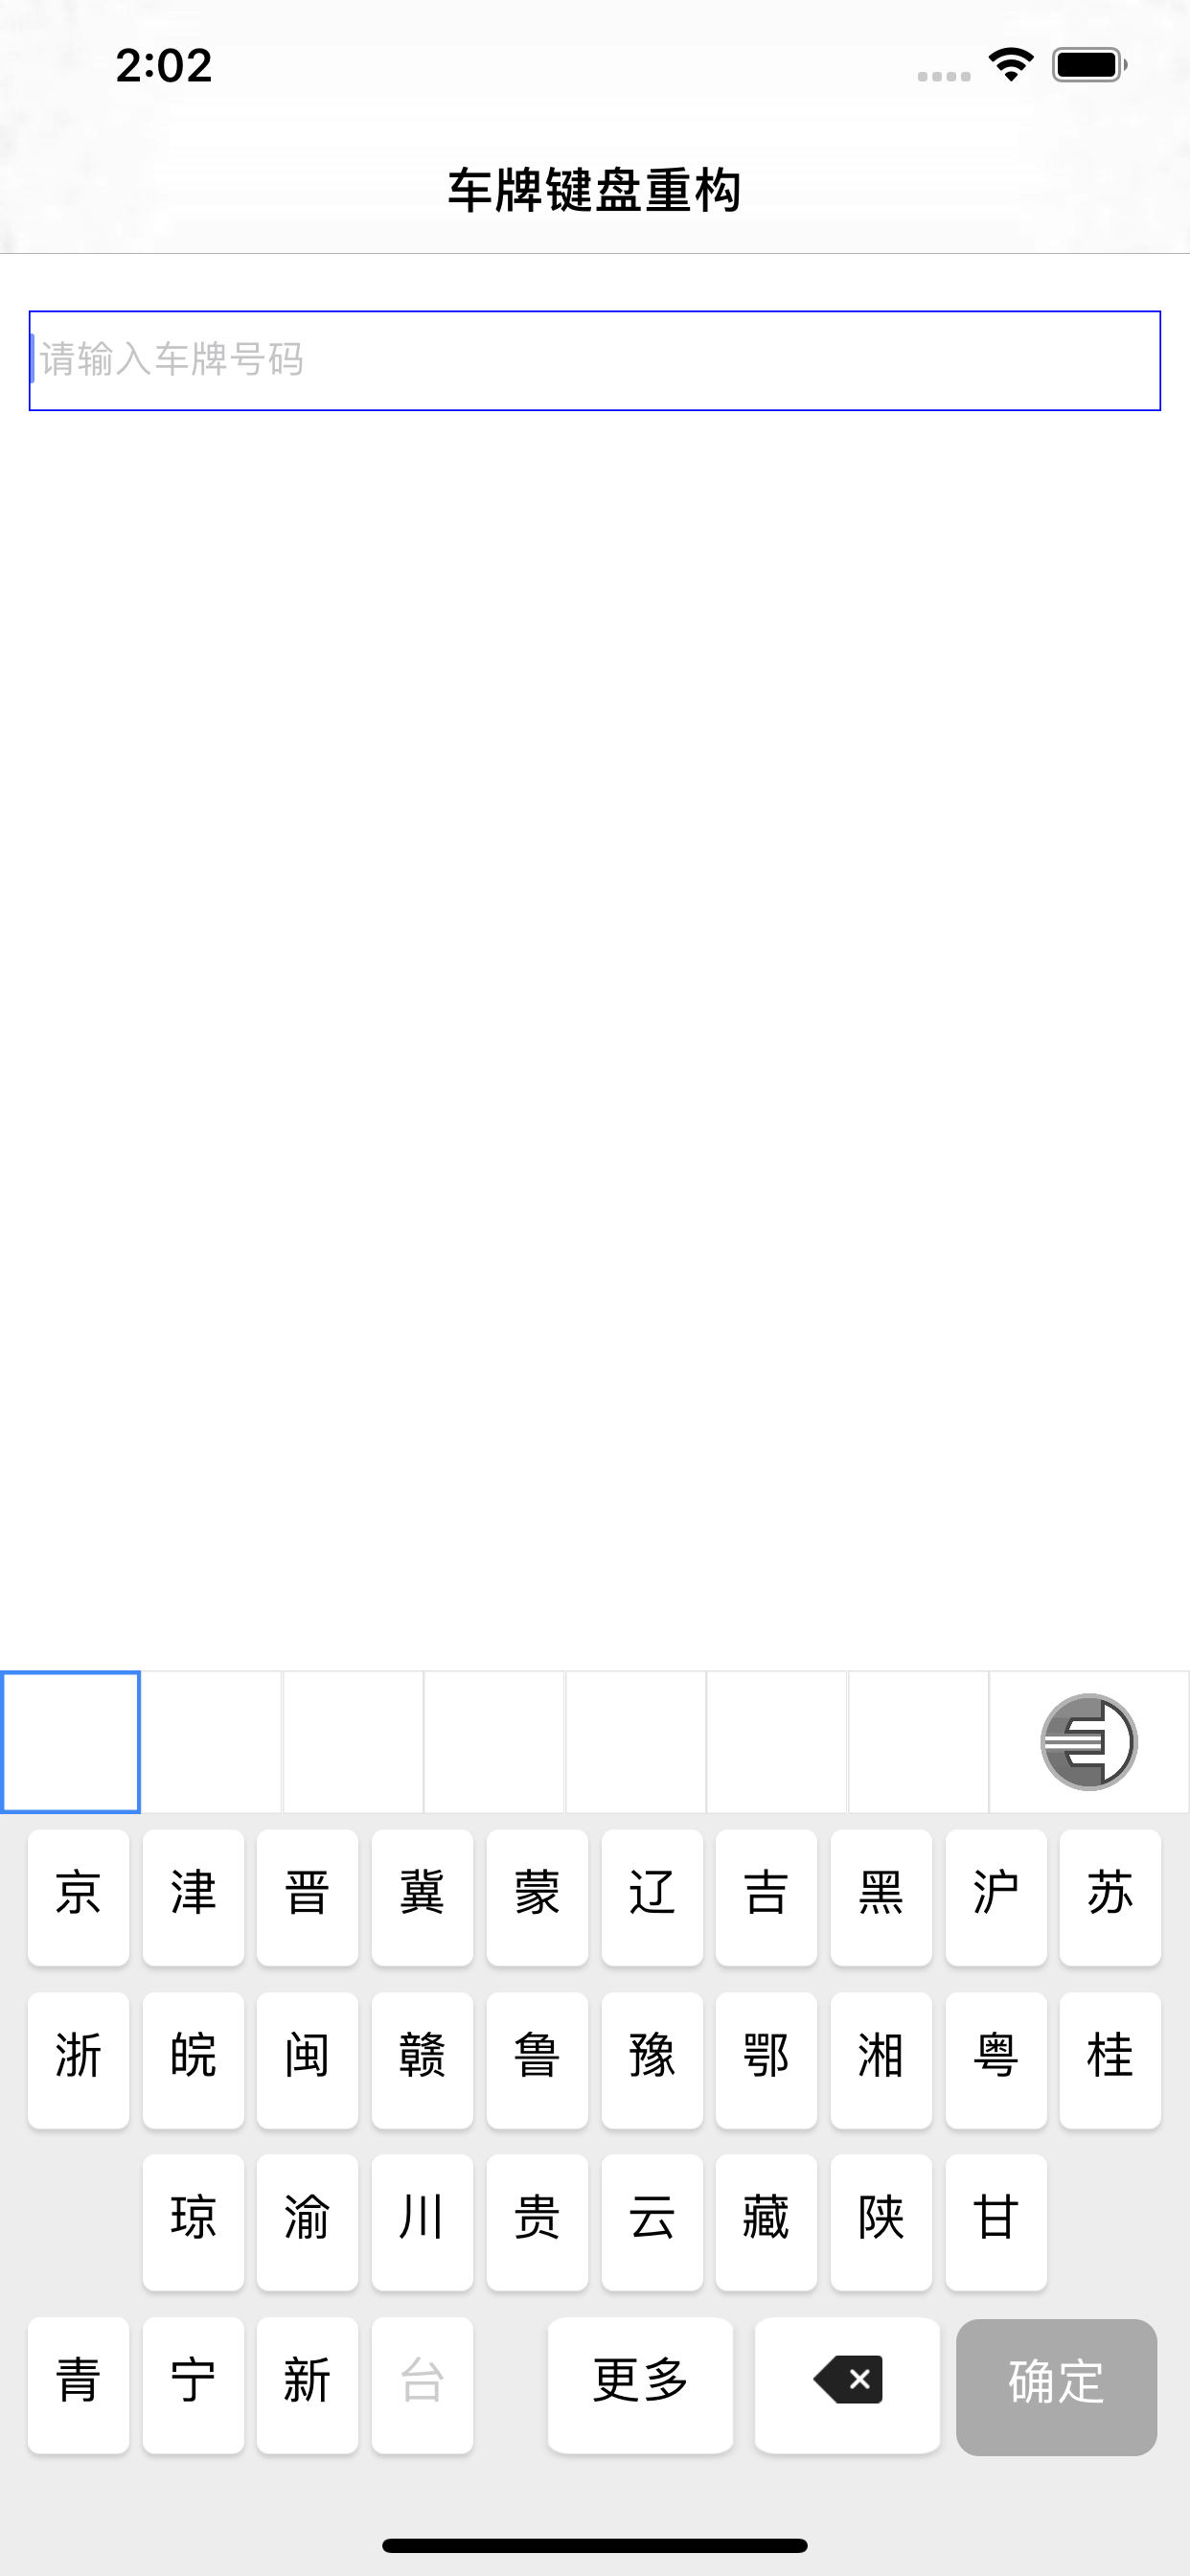 2:02
车牌键盘重构
请输入车牌号码
京 津 晋 冀 蒙 辽 吉 黑 沪 苏
浙 皖 闽 赣 鲁 豫 鄂 湘 粤 桂
琼 渝 川 贵 云 藏 陕 甘
青 宁 新 台 更多 确定